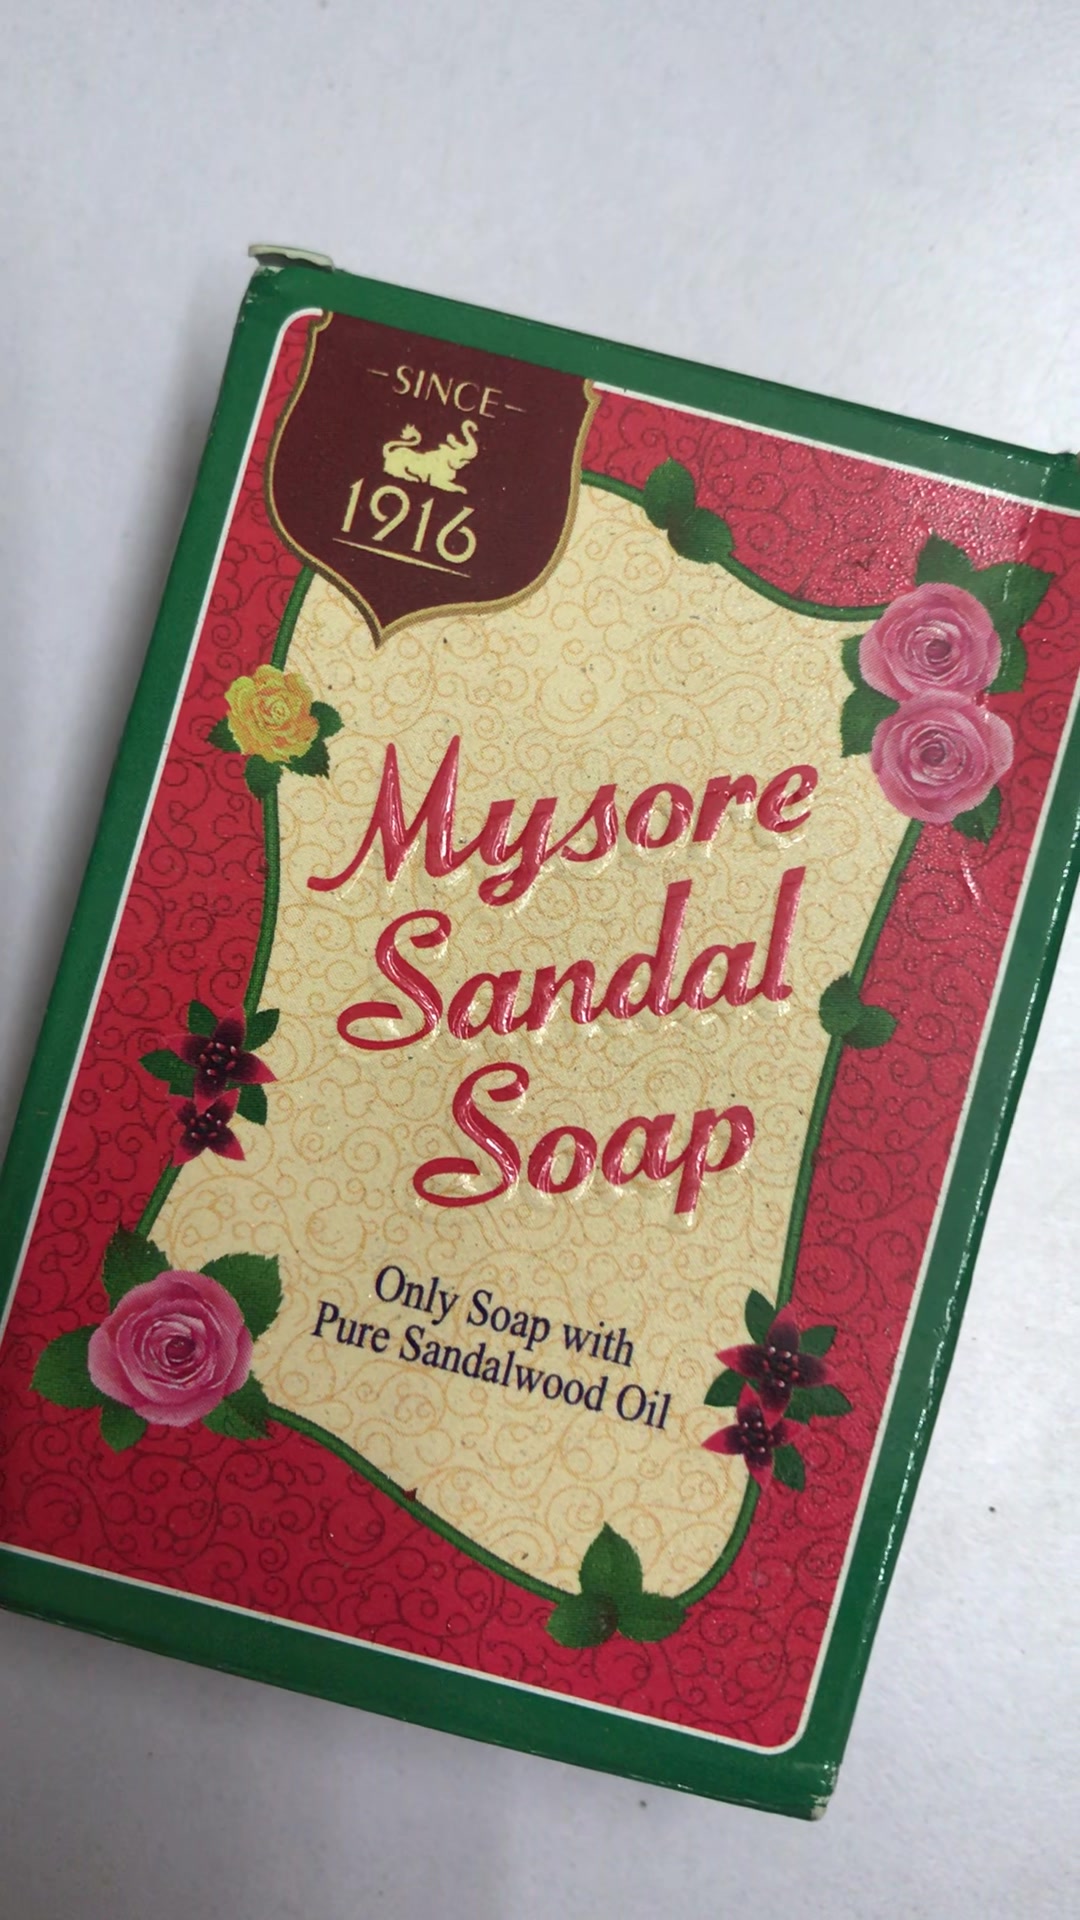 -SINCE-
1916
Mysore
Sandal
Soap
Only Soap with
Pure Sandalwood Oil